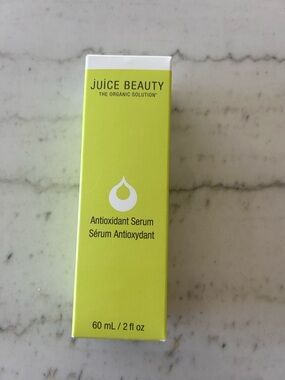 juice BEAUTY
THE ORGANIC SOLUTION®
Antioxidant Serum
Sérum Antioxydant
60 mL / 2 fl oz